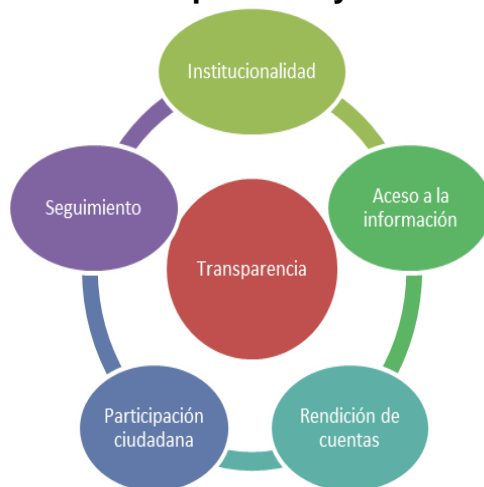 Institucionalidad
Aceso a la
información
Seguimiento
Transparencia
Participación
ciudadana
Rendición de
cuentas